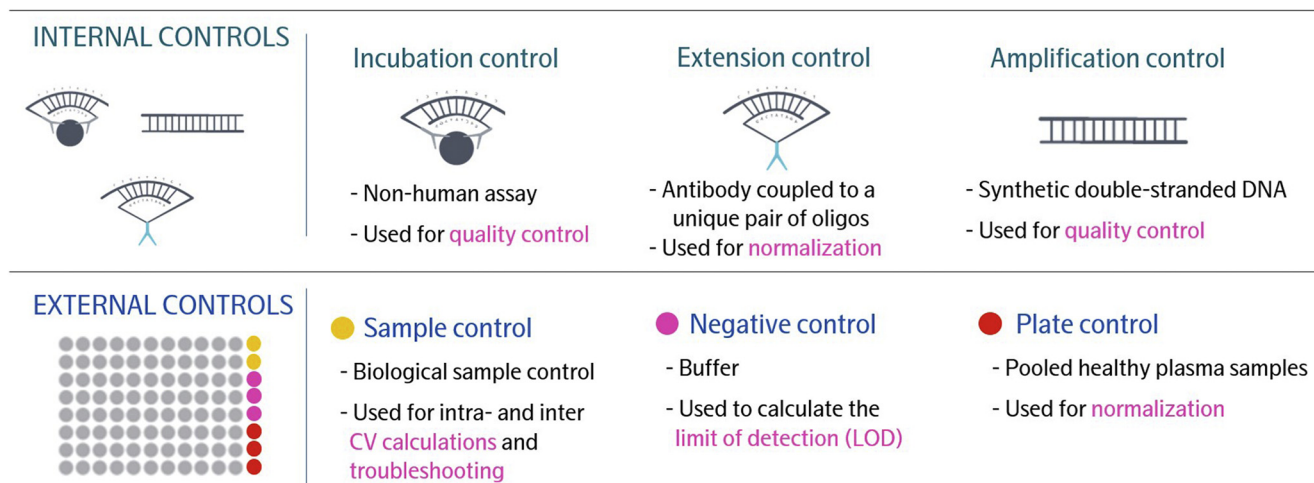 INTERNAL CONTROLS
Incubation control
- Non-human assay
- Used for quality control
Extension control
- Antibody coupled to a
unique pair of oligos
- Used for normalization
Amplification control
- Synthetic double-stranded DNA
- Used for quality control
EXTERNAL CONTROLS
Sample control
- Biological sample control
- Used for intra- and inter
CV calculations and
troubleshooting
Negative control
- Buffer
- Used to calculate the
limit of detection (LOD)
Plate control
- Pooled healthy plasma samples
- Used for normalization